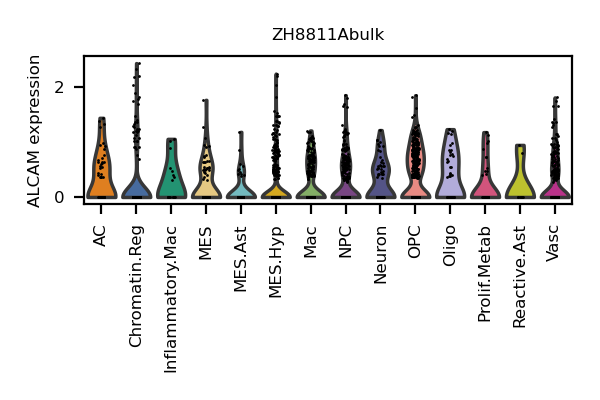 ZH8811Abulk
ALCAM expression
2
0
AC
Chromatin.Reg
Inflammatory.Mac
MES
MES.Ast
MES.Hyp
Mac
NPC
Neuron
OPC
Oligo
Prolif.Metab
Reactive.Ast
Vasc